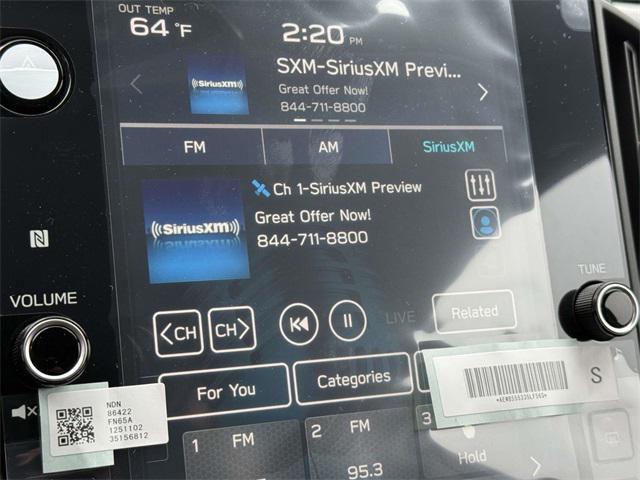 OUT TEMP
64 °F
2:20 PM
((SiriusXM))
SXM-SiriusXM Previ...
Great Offer Now!
844-711-8800
FM
AM
SiriusXM
((SiriusXM))
Ch 1-SiriusXM Preview
Great Offer Now!
844-711-8800
N
VOLUME
TUNE
<CH
CH>
LIVE
Related
For You
Categories
NDN
86422
FN65A
1251102
35156812
S
1
FM
2
FM
95.3
3
Hold